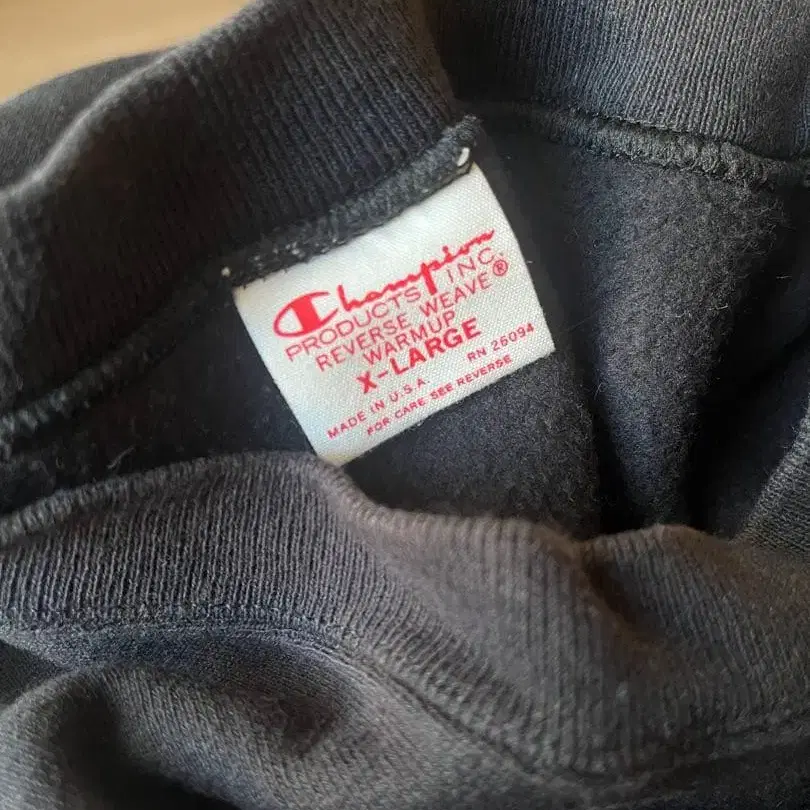 Champion
PRODUCTS INC.
REVERSE WEAVE®
WARMUP
X-LARGE
MADE IN U.S.A. RN 26094
FOR CARE SEE REVERSE